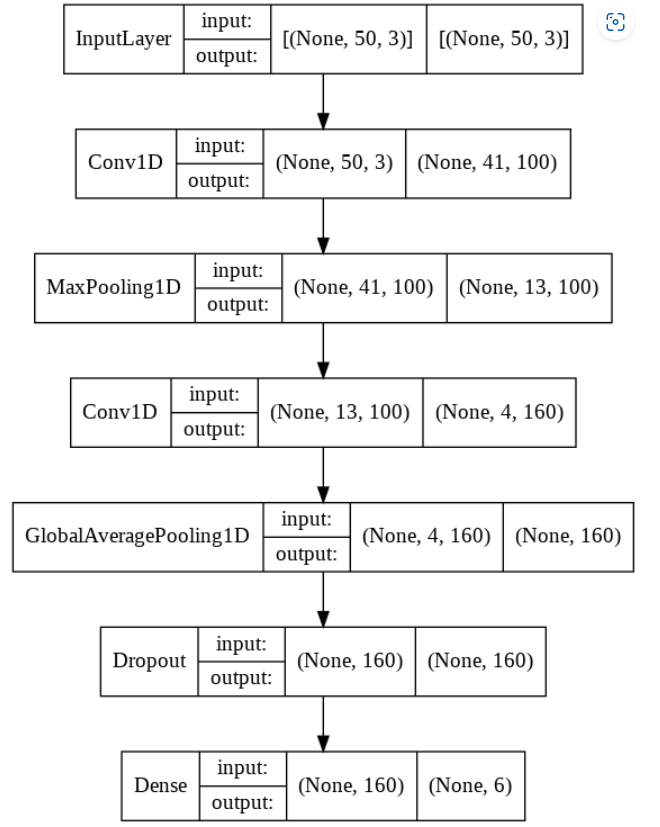 InputLayer input: output: [(None, 50, 3)] [(None, 50, 3)]
Conv1D input: output: (None, 50, 3) (None, 41, 100)
MaxPooling1D input: output: (None, 41, 100) (None, 13, 100)
Conv1D input: output: (None, 13, 100) (None, 4, 160)
GlobalAveragePooling1D input: output: (None, 4, 160) (None, 160)
Dropout input: output: (None, 160) (None, 160)
Dense input: output: (None, 160) (None, 6)